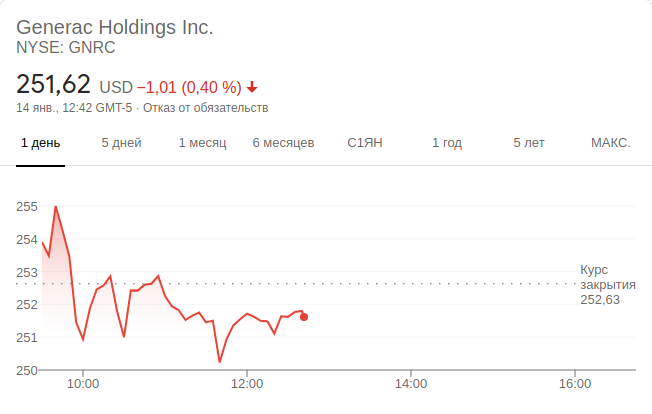 Generac Holdings Inc.
NYSE: GNRC
251,62 USD −1,01 (0,40 %)
14 янв., 12:42 GMT-5 · Отказ от обязательств
1 день 5 дней 1 месяц 6 месяцев С1ЯН 1 год 5 лет МАКС.
255
254
253
252
251
250
Курс
закрытия
252,63
10:00 12:00 14:00 16:00